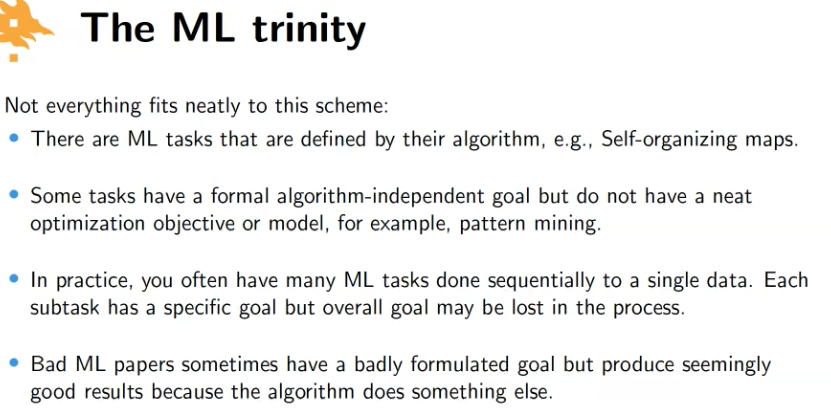 The ML trinity
Not everything fits neatly to this scheme:
• There are ML tasks that are defined by their algorithm, e.g., Self-organizing maps.
• Some tasks have a formal algorithm-independent goal but do not have a neat
optimization objective or model, for example, pattern mining.
• In practice, you often have many ML tasks done sequentially to a single data. Each
subtask has a specific goal but overall goal may be lost in the process.
• Bad ML papers sometimes have a badly formulated goal but produce seemingly
good results because the algorithm does something else.